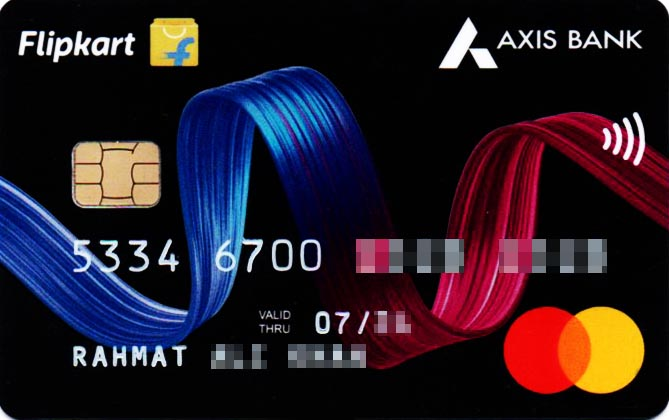 Flipkart
AXIS BANK
5334 6700
VALID THRU 07/
RAHMAT